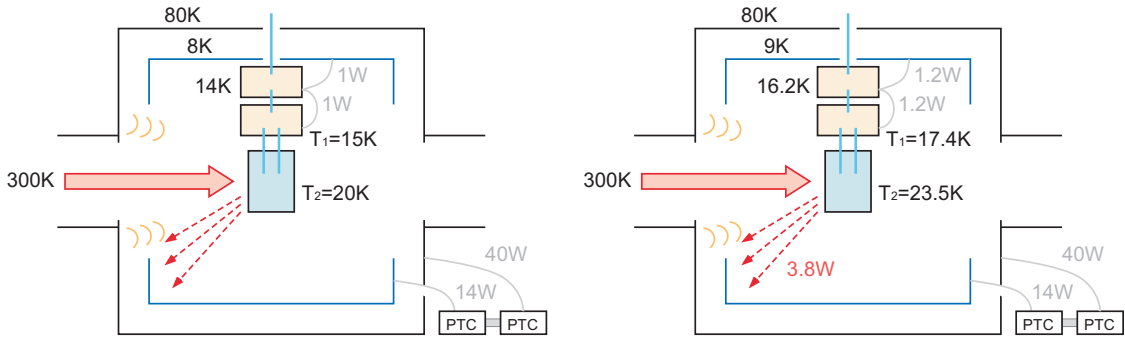 80K
8K
14K
1W
1W
T₁=15K
300K
T₂=20K
40W
14W
PTC
PTC
80K
9K
16.2K
1.2W
1.2W
T₁=17.4K
300K
T₂=23.5K
3.8W
40W
14W
PTC
PTC